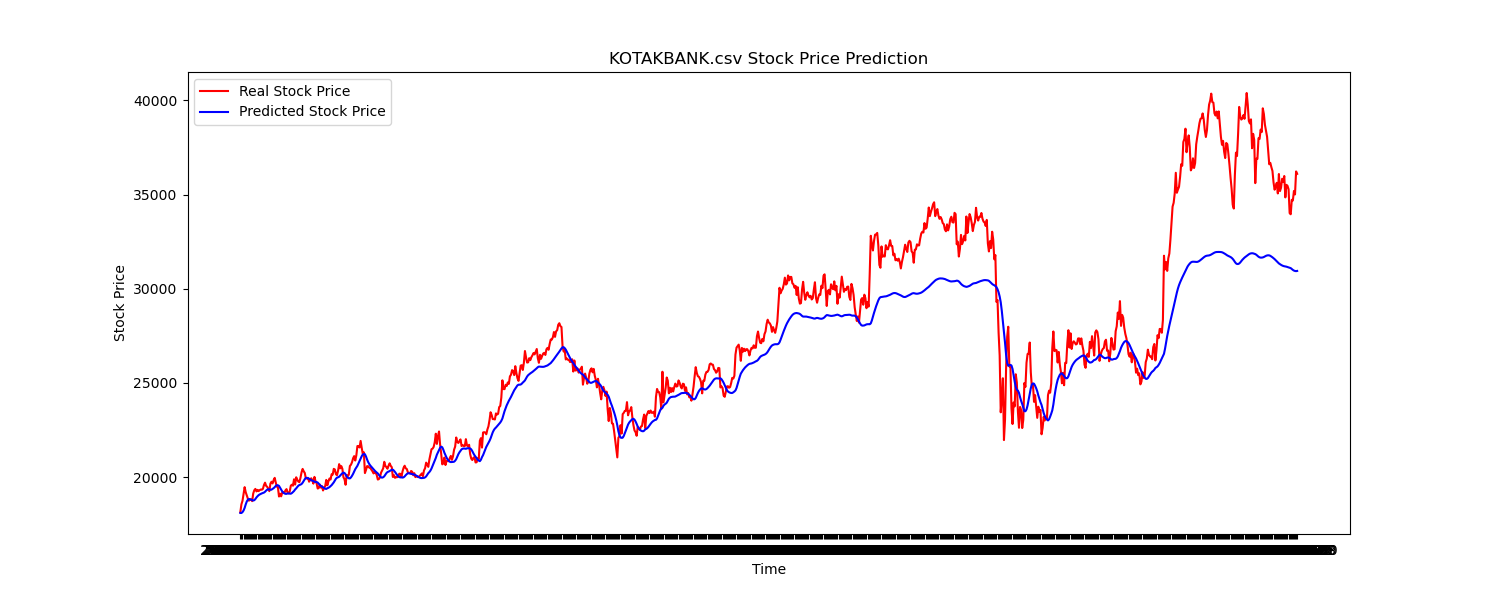 KOTAKBANK.csv Stock Price Prediction
Real Stock Price
Predicted Stock Price
Stock Price
40000
35000
30000
25000
20000
Time